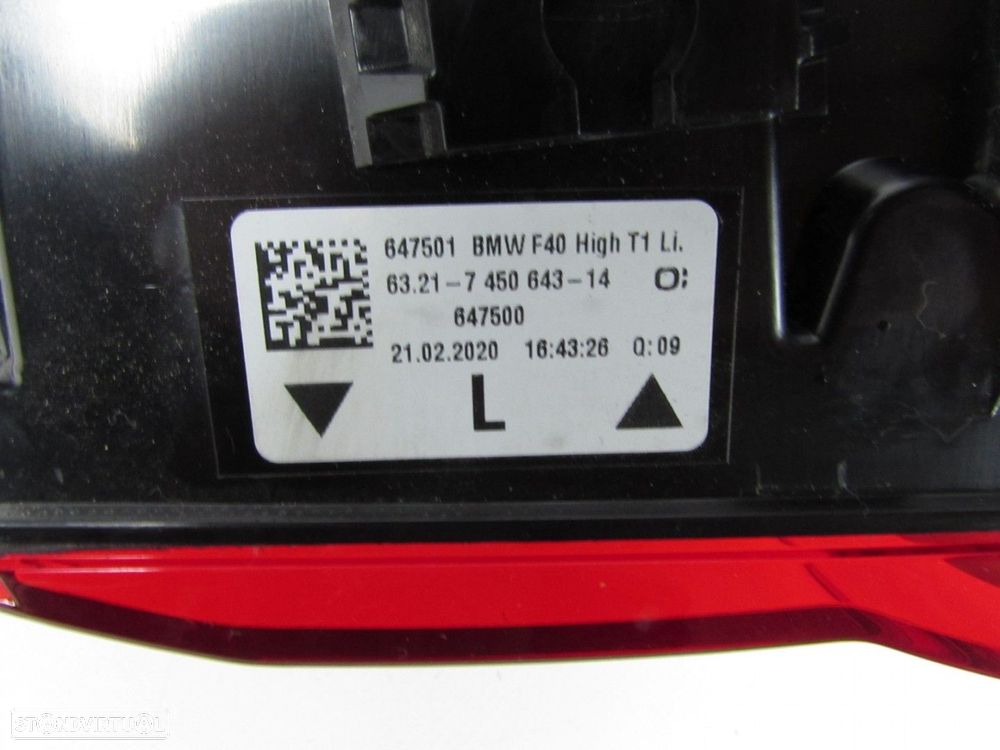 647501 BMW F40 High T1 Li.
63.21-7 450 643-14
647500
21.02.2020 16:43:26 Q:09
L
STANDVIRTUAL